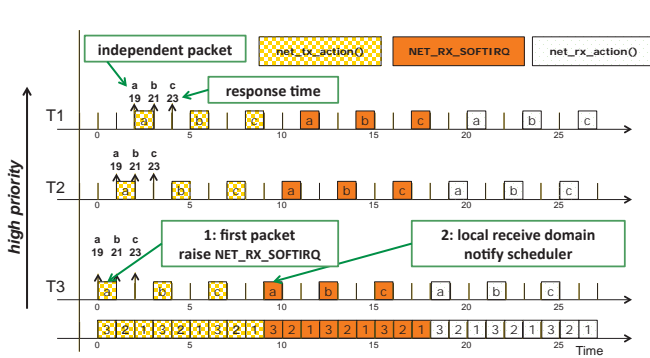 independent packet
net_tx_action()
NET_RX_SOFTIRQ
net_rx_action()
a b c
19 21 23
response time
T1
a b c a b c a b c
0 5 10 15 20 25
a b c
19 21 23
T2
a b c a b c a b c
0 5 10 15 20 25
high priority
1: first packet
raise NET_RX_SOFTIRQ
2: local receive domain
notify scheduler
a b c
19 21 23
T3
a b c a b c a b c
0 5 10 15 20 25
3 2 1 3 2 1 3 2 1 3 2 1 3 2 1 3 2 1 3 2 1 3 2 1 3 2 1
0 5 10 15 20 25
Time